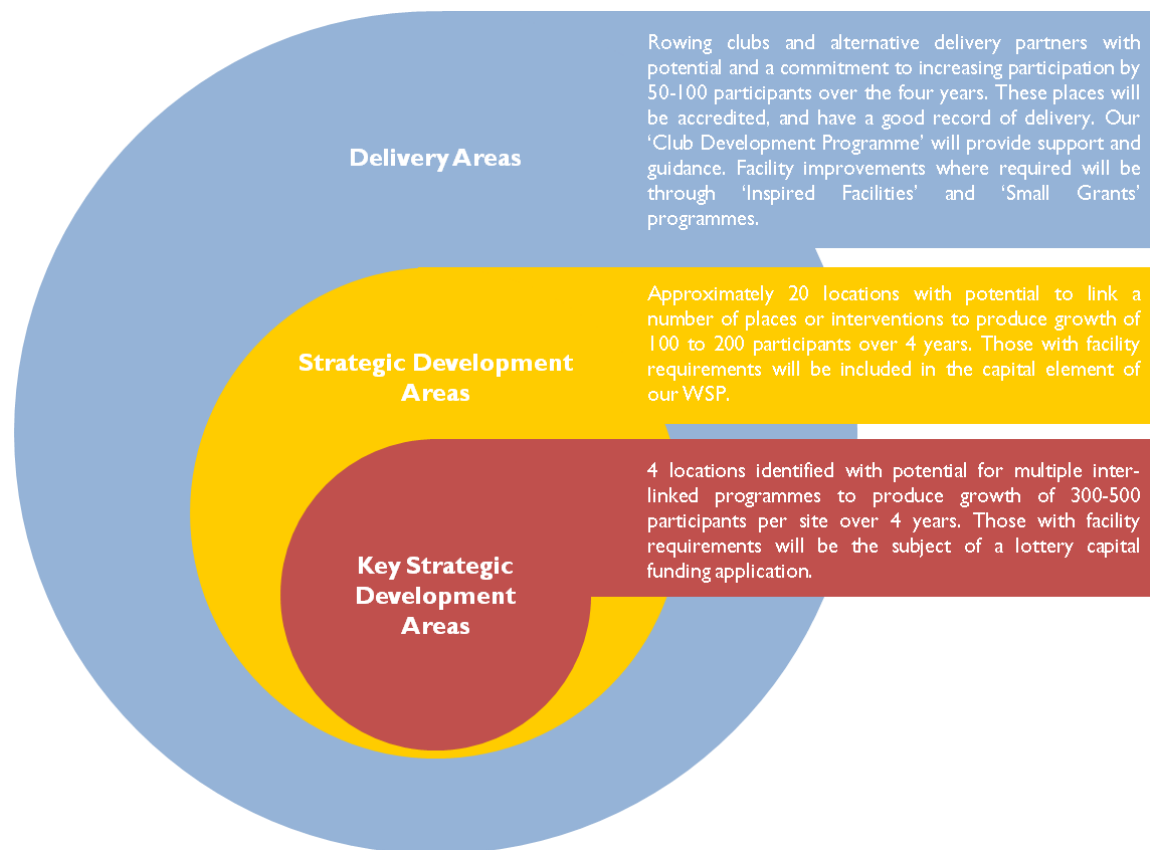 Delivery Areas
Rowing clubs and alternative delivery partners with
potential and a commitment to increasing participation by
50-100 participants over the four years. These places will
be accredited, and have a good record of delivery. Our
‘Club Development Programme’ will provide support and
guidance. Facility improvements where required will be
through ‘Inspired Facilities’ and ‘Small Grants’
programmes.
Strategic Development
Areas
Approximately 20 locations with potential to link a
number of places or interventions to produce growth of
100 to 200 participants over 4 years. Those with facility
requirements will be included in the capital element of
our WSP.
Key Strategic
Development
Areas
4 locations identified with potential for multiple inter-
linked programmes to produce growth of 300-500
participants per site over 4 years. Those with facility
requirements will be the subject of a lottery capital
funding application.